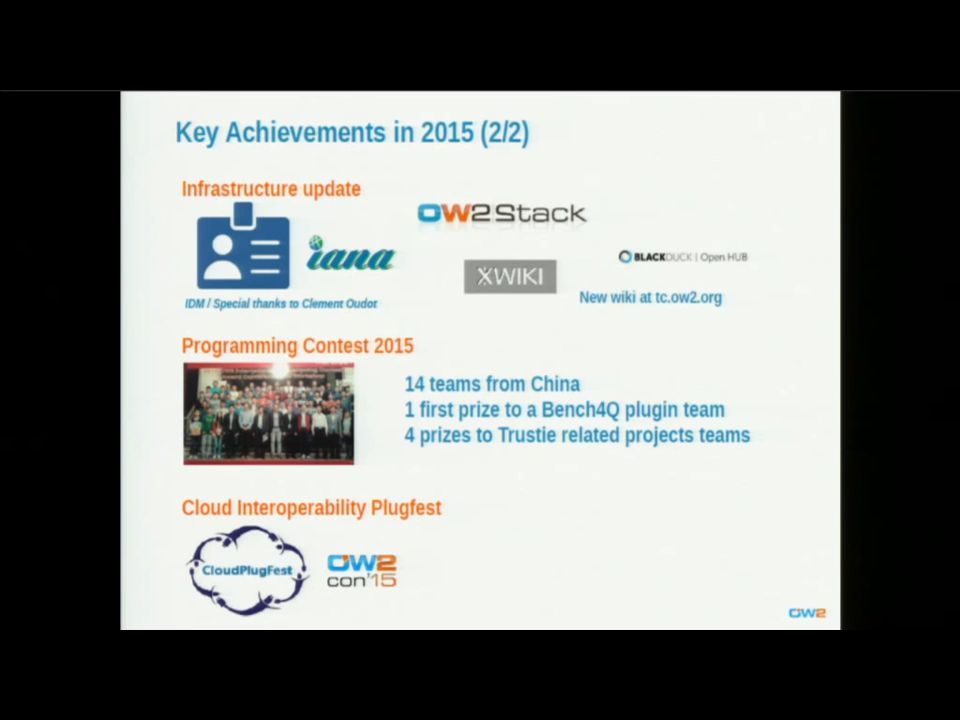 Key Achievements in 2015 (2/2)
Infrastructure update
OW2Stack
iana
BLACKDUCK | Open HUB
XWIKI
IDM / Special thanks to Clement Oudot
New wiki at tc.ow2.org
Programming Contest 2015
14 teams from China
1 first prize to a Bench4Q plugin team
4 prizes to Trustie related projects teams
Cloud Interoperability Plugfest
CloudPlugFest
OW2
con'15
OW2